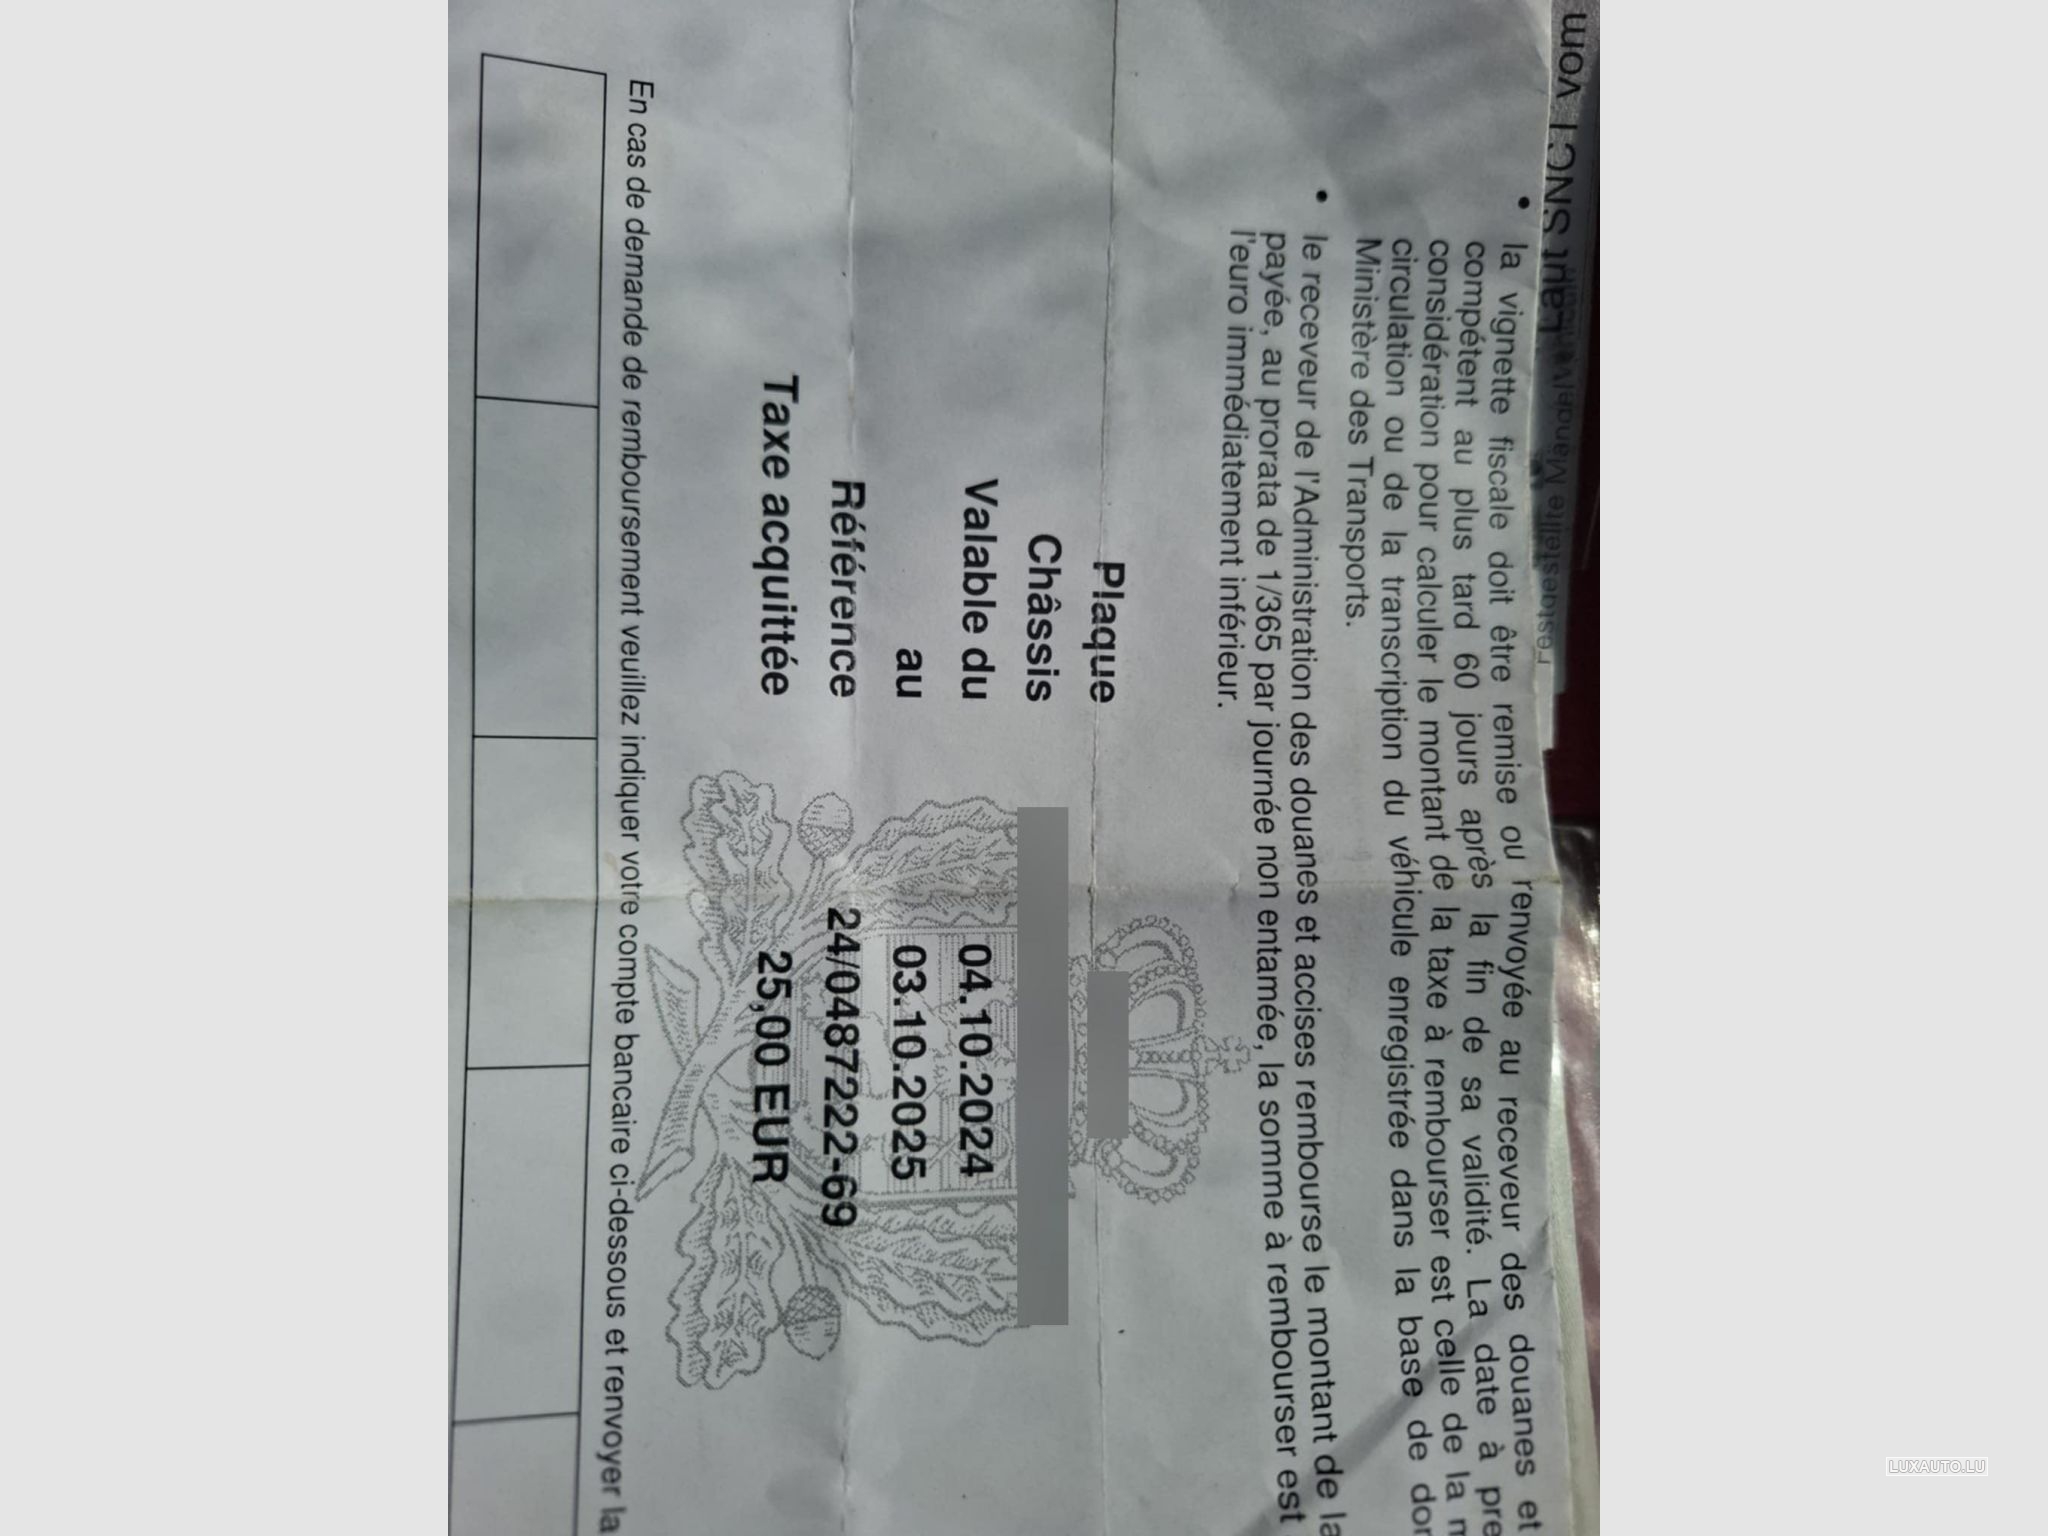 la vignette fiscale doit être remise ou renvoyée au receveur des douanes et
compétent au plus tard 60 jours après la fin de sa validité. La date à pre
considération pour calculer le montant de la taxe à rembourser est celle de la m
circulation ou de la transcription du véhicule enregistrée dans la base de don
Ministère des Transports.
le receveur de l'Administration des douanes et accises rembourse le montant de la
payée, au prorata de 1/365 par journée non entamée, la somme à rembourser est
l'euro immédiatement inférieur.
Plaque
Châssis
Valable du 04.10.2024
au 03.10.2025
Référence 24/0487222-69
Taxe acquittée 25,00 EUR
En cas de demande de remboursement veuillez indiquer votre compte bancaire ci-dessous et renvoyer la
Laut SNCT vom
LUXAUTO.LU